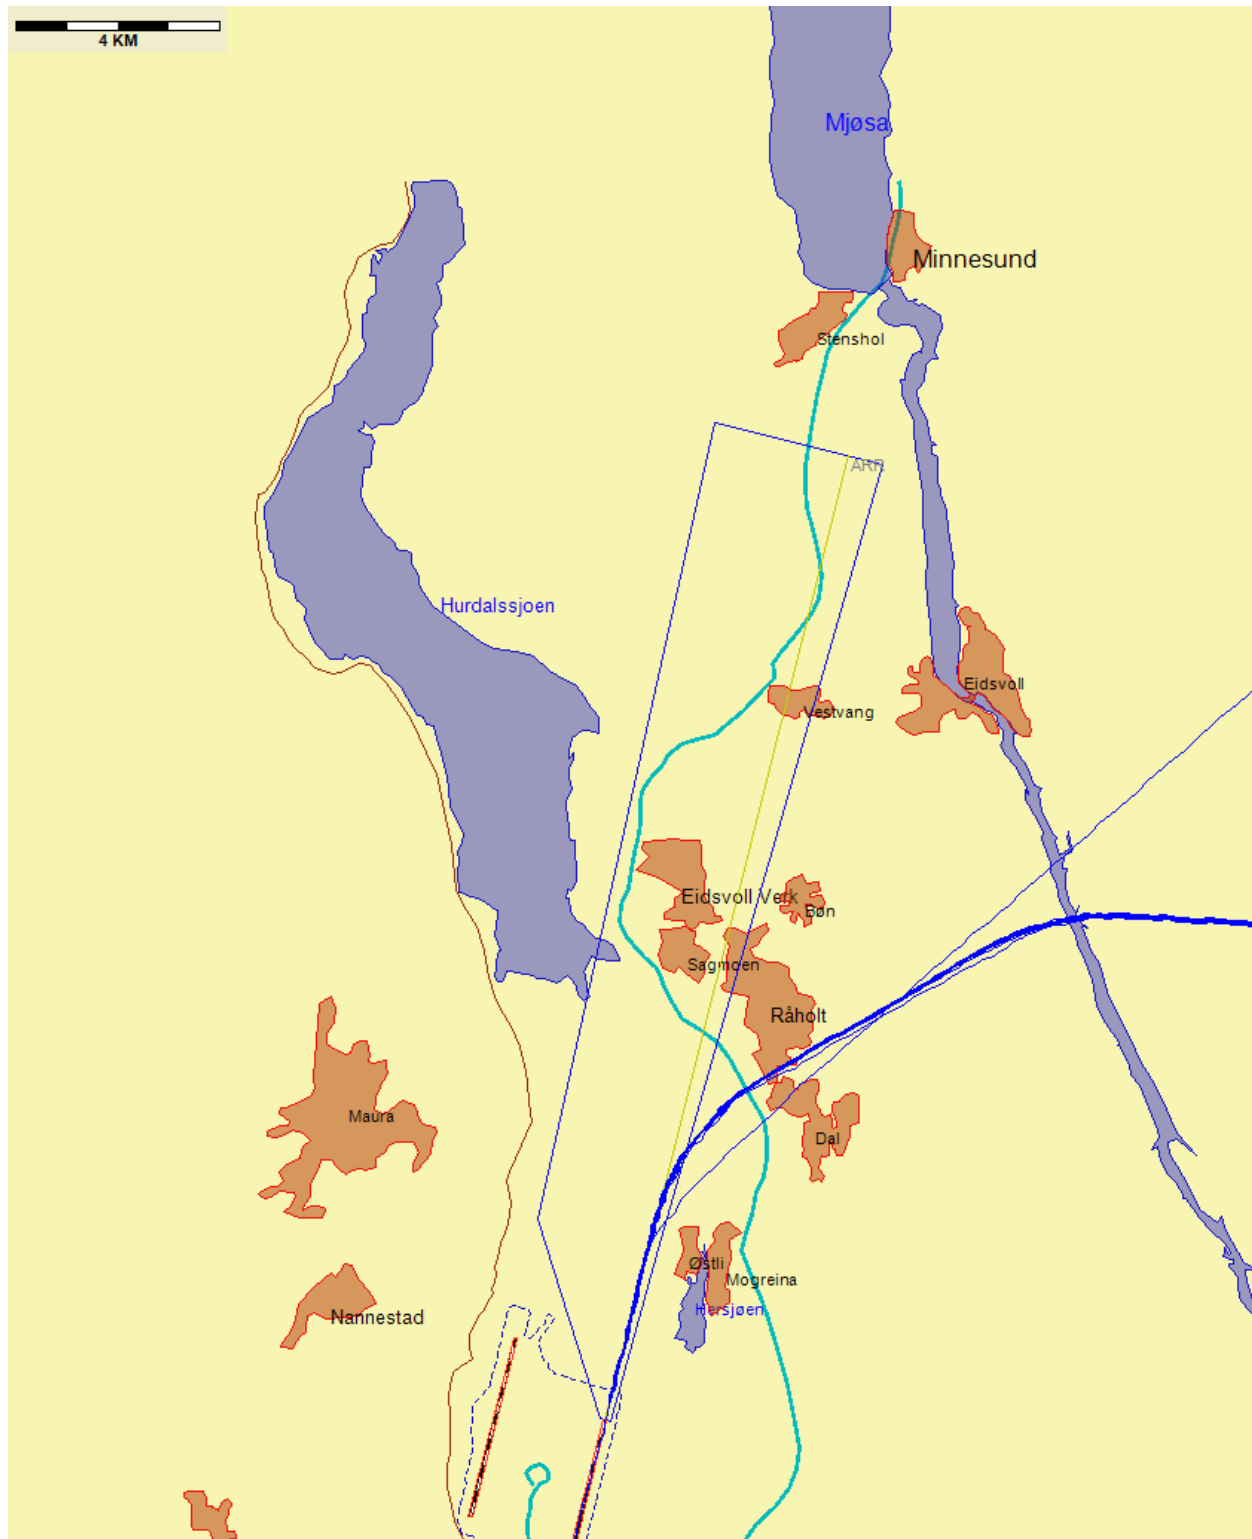 4 KM
Mjøsa
Minnesund
Stenshol
ARR
Hurdalssjoen
Eidsvoll
Vestvang
Eidsvoll Verk
Bøn
Sagmoen
Råholt
Maura
Dal
Østli
Mogreina
Hersjøen
Nannestad